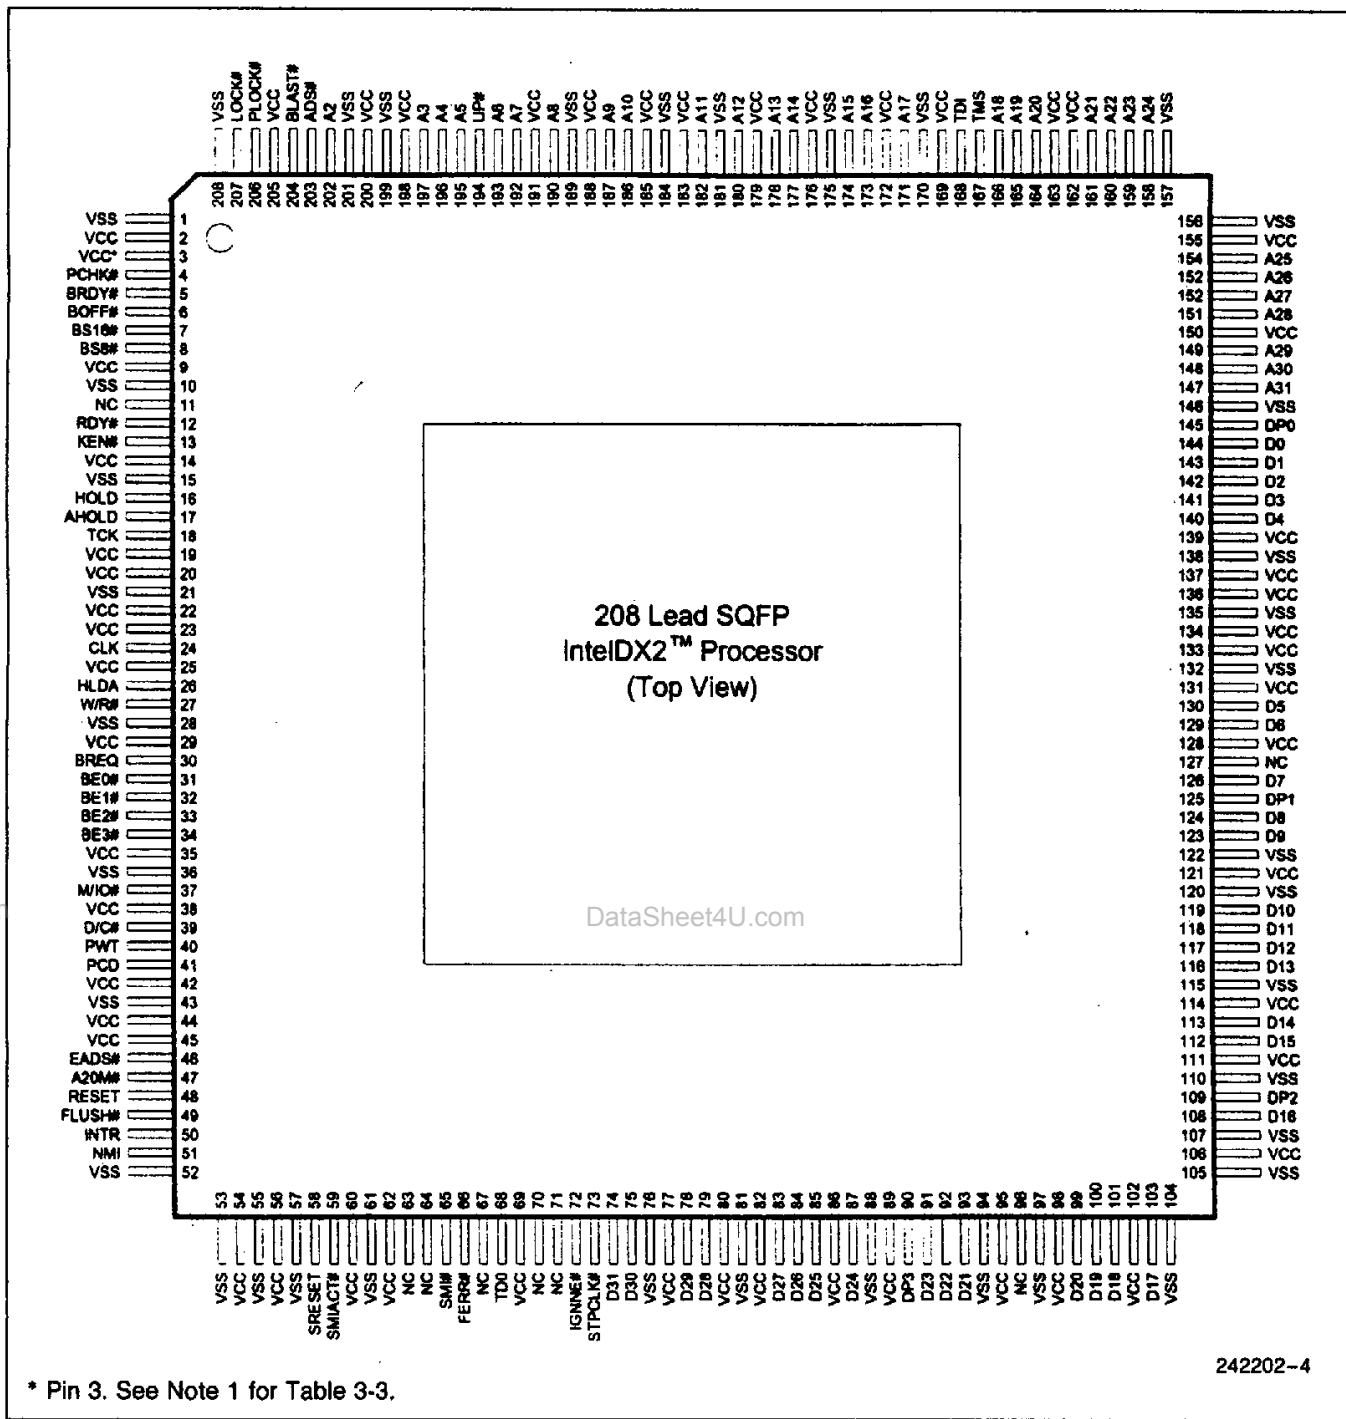 VSS LOCK# PLOCK# VCC BLAST# ADS# A2 VSS VCC VSS VCC A3 A4 A5 UP# A6 A7 VCC A8 VSS VCC A9 A10 VCC VSS VCC A11 VSS A12 VCC A13 A14 VCC VSS A15 A16 VCC A17 VSS VCC TDI TMS A18 A19 A20 VCC VCC A21 A22 A23 A24 VSS
208 207 206 205 204 203 202 201 200 199 198 197 196 195 194 193 192 191 190 189 188 187 186 185 184 183 182 181 180 179 178 177 176 175 174 173 172 171 170 169 168 167 166 165 164 163 162 161 160 159 158 157
VSS 1
VCC 2
VCC* 3
PCHK# 4
BRDY# 5
BOFF# 6
BS16# 7
BS8# 8
VCC 9
VSS 10
NC 11
RDY# 12
KEN# 13
VCC 14
VSS 15
HOLD 16
AHOLD 17
TCK 18
VCC 19
VCC 20
VSS 21
VCC 22
VCC 23
CLK 24
VCC 25
HLDA 26
W/R# 27
VSS 28
VCC 29
BREQ 30
BE0# 31
BE1# 32
BE2# 33
BE3# 34
VCC 35
VSS 36
M/IO# 37
VCC 38
D/C# 39
PWT 40
PCD 41
VCC 42
VSS 43
VCC 44
VCC 45
EADS# 46
A20M# 47
RESET 48
FLUSH# 49
INTR 50
NMI 51
VSS 52
208 Lead SQFP
IntelDX2™ Processor
(Top View)
DataSheet4U.com
156 VSS
155 VCC
154 A25
152 A26
152 A27
151 A28
150 VCC
149 A29
148 A30
147 A31
146 VSS
145 DP0
144 D0
143 D1
142 D2
141 D3
140 D4
139 VCC
138 VSS
137 VCC
136 VCC
135 VSS
134 VCC
133 VCC
132 VSS
131 VCC
130 D5
129 D6
128 VCC
127 NC
126 D7
125 DP1
124 D8
123 D9
122 VSS
121 VCC
120 VSS
119 D10
118 D11
117 D12
116 D13
115 VSS
114 VCC
113 D14
112 D15
111 VCC
110 VSS
109 DP2
108 D16
107 VSS
106 VCC
105 VSS
53 54 55 56 57 58 59 60 61 62 63 64 65 66 67 68 69 70 71 72 73 74 75 76 77 78 79 80 81 82 83 84 85 86 87 88 89 90 91 92 93 94 95 96 97 98 99 100 101 102 103 104
VSS VCC VSS VCC VSS SRESET SMIACT# VCC VSS VCC NC NC SMI# FERR# NC TD0 VCC NC NC IGNNE# STPCLK# D31 D30 VSS VCC D29 D28 VCC VSS VCC D27 D26 D25 VCC D24 VSS VCC DP3 D23 D22 D21 VSS VCC NC VSS VCC D20 D19 D18 VCC D17 VSS
242202-4
* Pin 3. See Note 1 for Table 3-3.